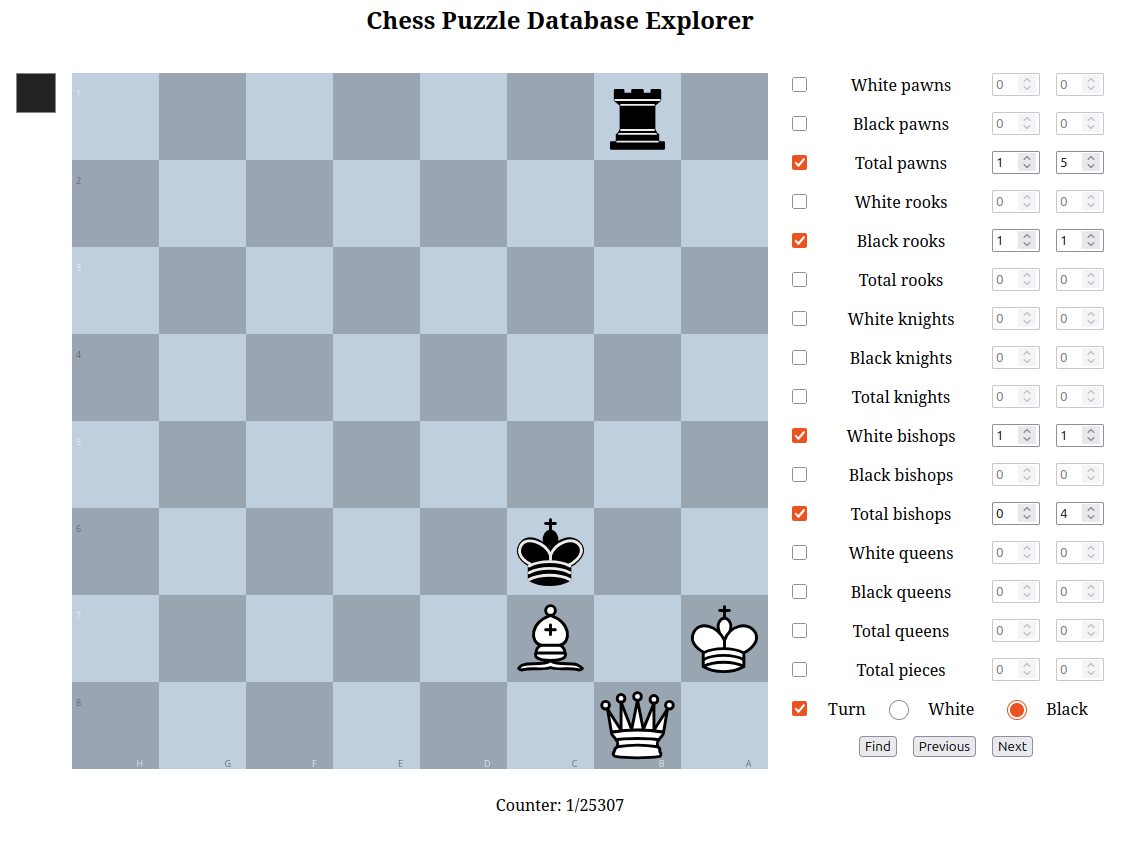 Chess Puzzle Database Explorer
1
2
3
4
5
6
7
8
H G F E D C B A
White pawns 0 0
Black pawns 0 0
Total pawns 1 5
White rooks 0 0
Black rooks 1 1
Total rooks 0 0
White knights 0 0
Black knights 0 0
Total knights 0 0
White bishops 1 1
Black bishops 0 0
Total bishops 0 4
White queens 0 0
Black queens 0 0
Total queens 0 0
Total pieces 0 0
Turn White Black
Find Previous Next
Counter: 1/25307